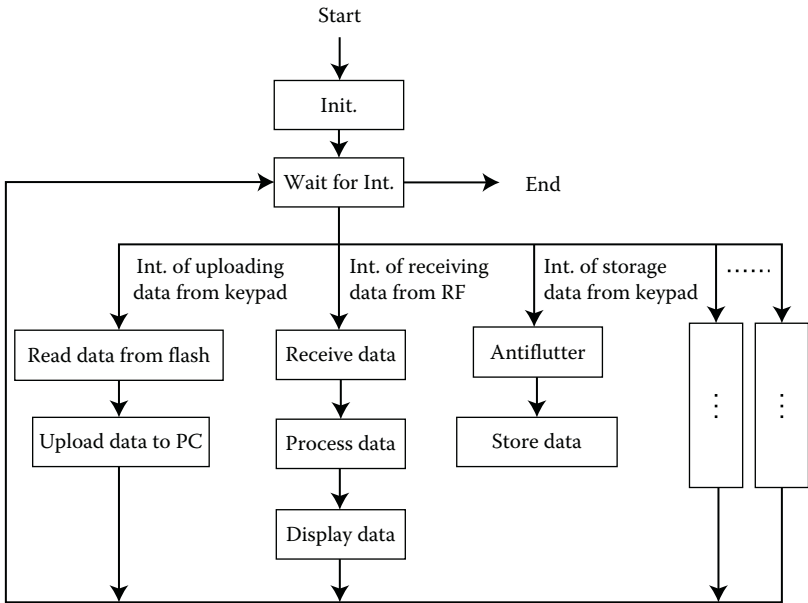 Start
Init.
Wait for Int.
End
Int. of uploading
data from keypad
Int. of receiving
data from RF
Int. of storage
data from keypad
.......
Read data from flash
Receive data
Antiflutter
Upload data to PC
Process data
Store data
Display data